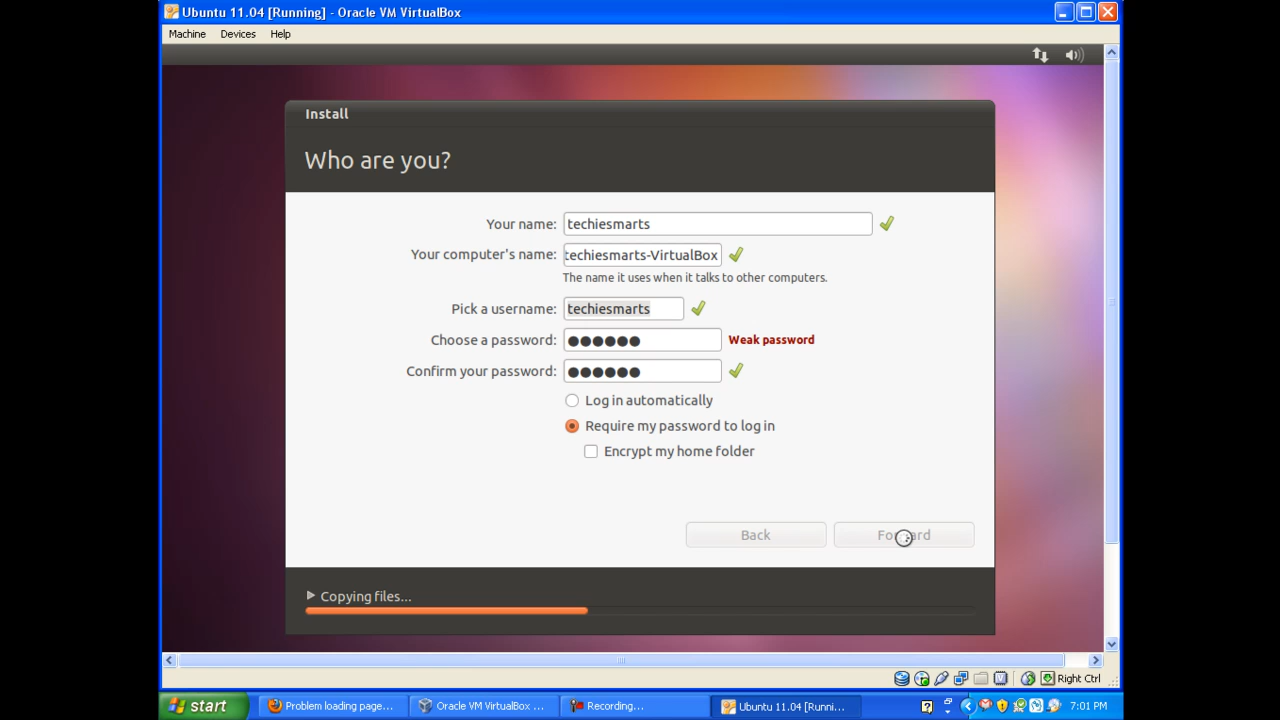 Ubuntu 11.04 [Running] - Oracle VM VirtualBox
Machine Devices Help
Install
Who are you?
Your name: techiesmarts
Your computer's name: techiesmarts-VirtualBox
The name it uses when it talks to other computers.
Pick a username: techiesmarts
Choose a password: ●●●●●● Weak password
Confirm your password: ●●●●●●
Log in automatically
Require my password to log in
Encrypt my home folder
Back Forward
Copying files...
Right Ctrl
start Problem loading page... Oracle VM VirtualBox ... Recording... Ubuntu 11.04 [Runni... 7:01 PM